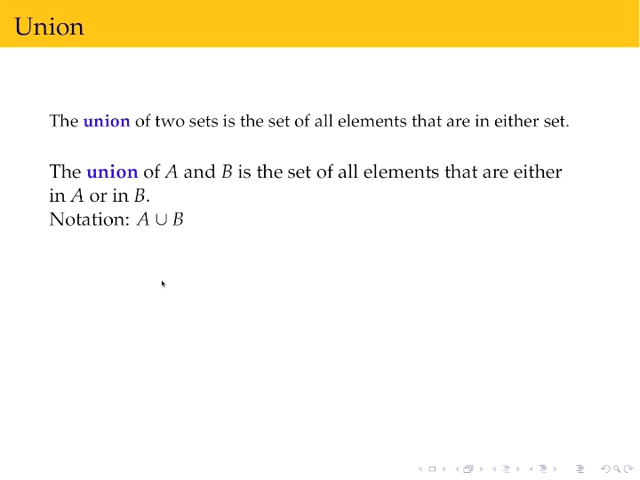 Union
The union of two sets is the set of all elements that are in either set.
The union of A and B is the set of all elements that are either
in A or in B.
Notation: A ∪ B